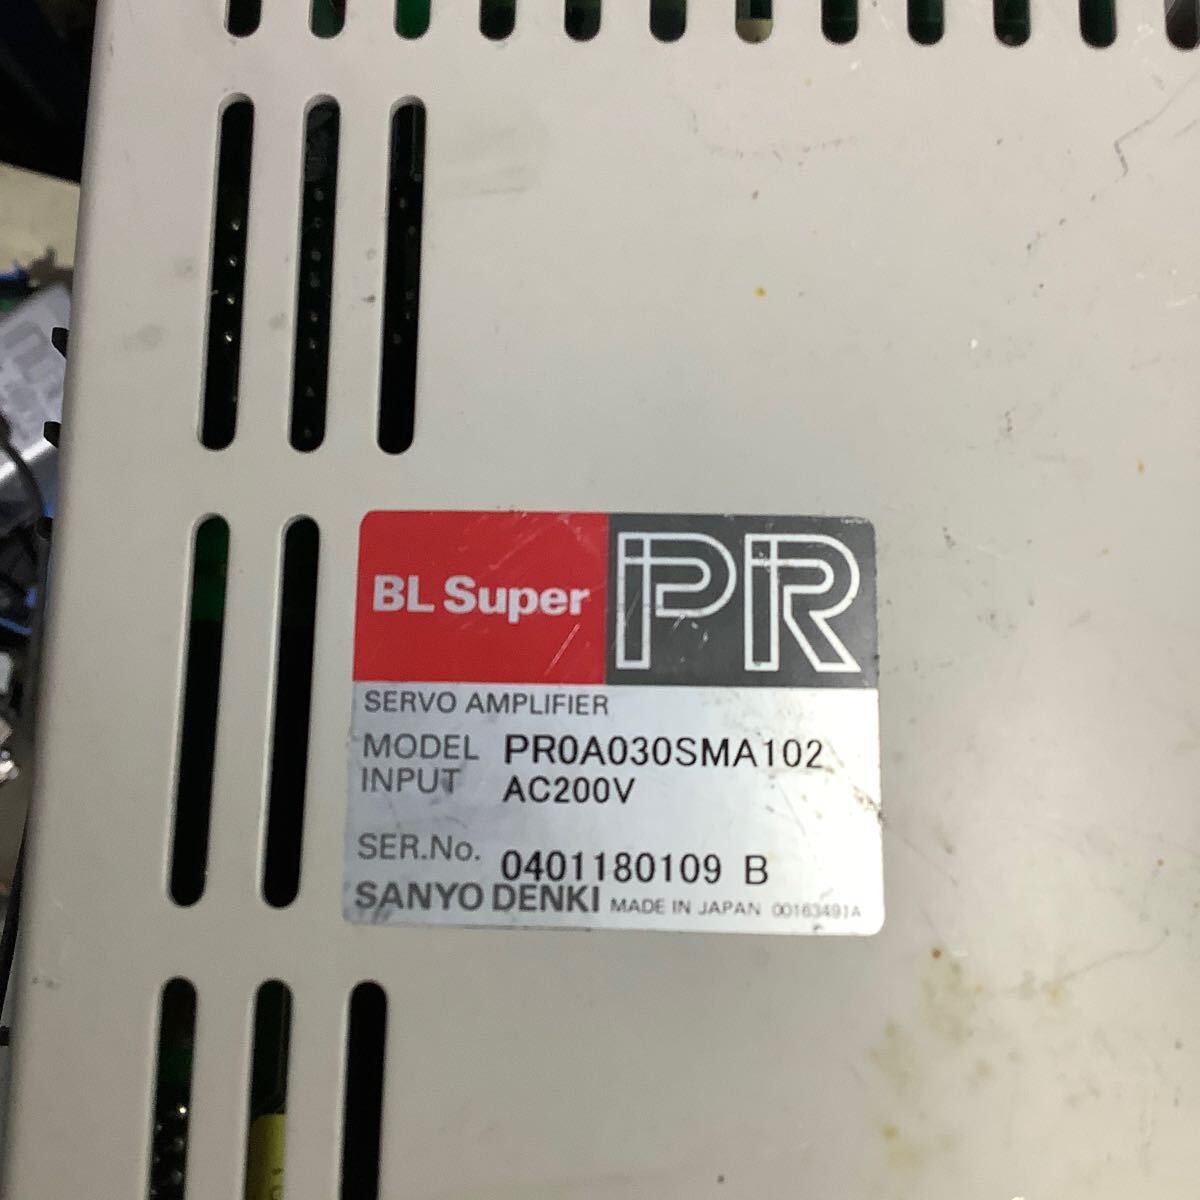 BL Super PR
SERVO AMPLIFIER
MODEL PR0A030SMA102
INPUT AC200V
SER.No. 0401180109 B
SANYO DENKI MADE IN JAPAN 00163491A